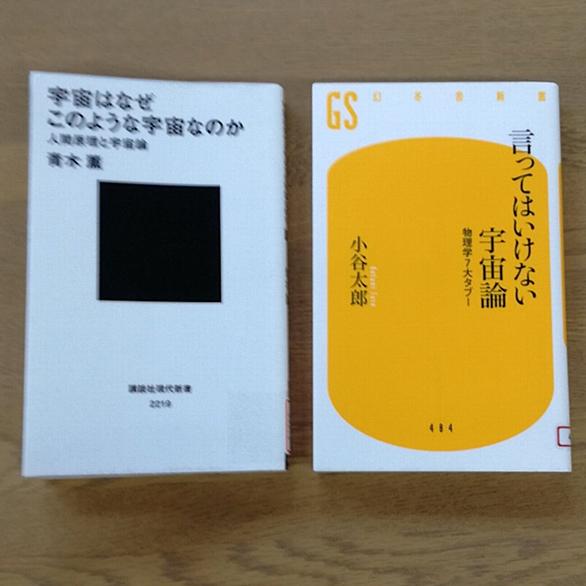 宇宙はなぜ
このような宇宙なのか
人間原理と宇宙論
青木薫
講談社現代新書
2219
GS 幻冬舎新書
言ってはいけない
宇宙論
物理学7大タブー
小谷太郎
484